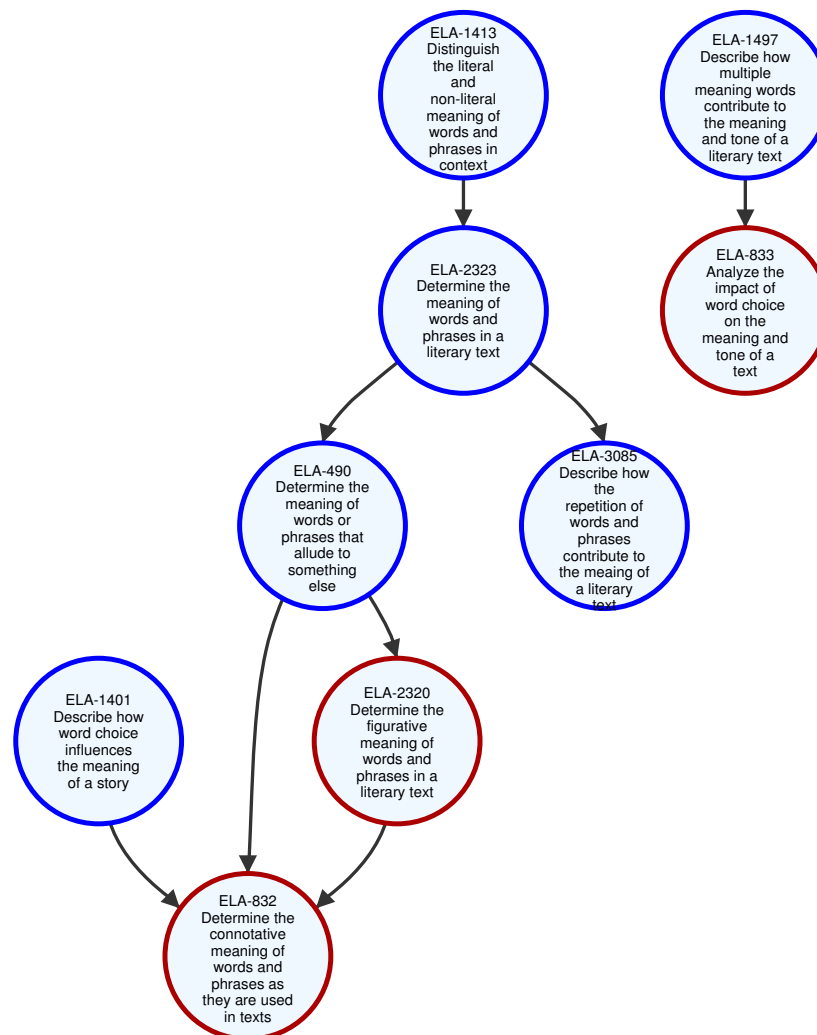 ELA-1413
Distinguish
the literal
and
non-literal
meaning of
words and
phrases in
context
ELA-1497
Describe how
multiple
meaning words
contribute to
the meaning
and tone of a
literary text
ELA-2323
Determine the
meaning of
words and
phrases in a
literary text
ELA-833
Analyze the
impact of
word choice
on the
meaning and
tone of a
text
ELA-490
Determine the
meaning of
words or
phrases that
allude to
something
else
ELA-3085
Describe how
the
repetition of
words and
phrases
contribute to
the meaing of
a literary
text
ELA-1401
Describe how
word choice
influences
the meaning
of a story
ELA-2320
Determine the
figurative
meaning of
words and
phrases in a
literary text
ELA-832
Determine the
connotative
meaning of
words and
phrases as
they are used
in texts